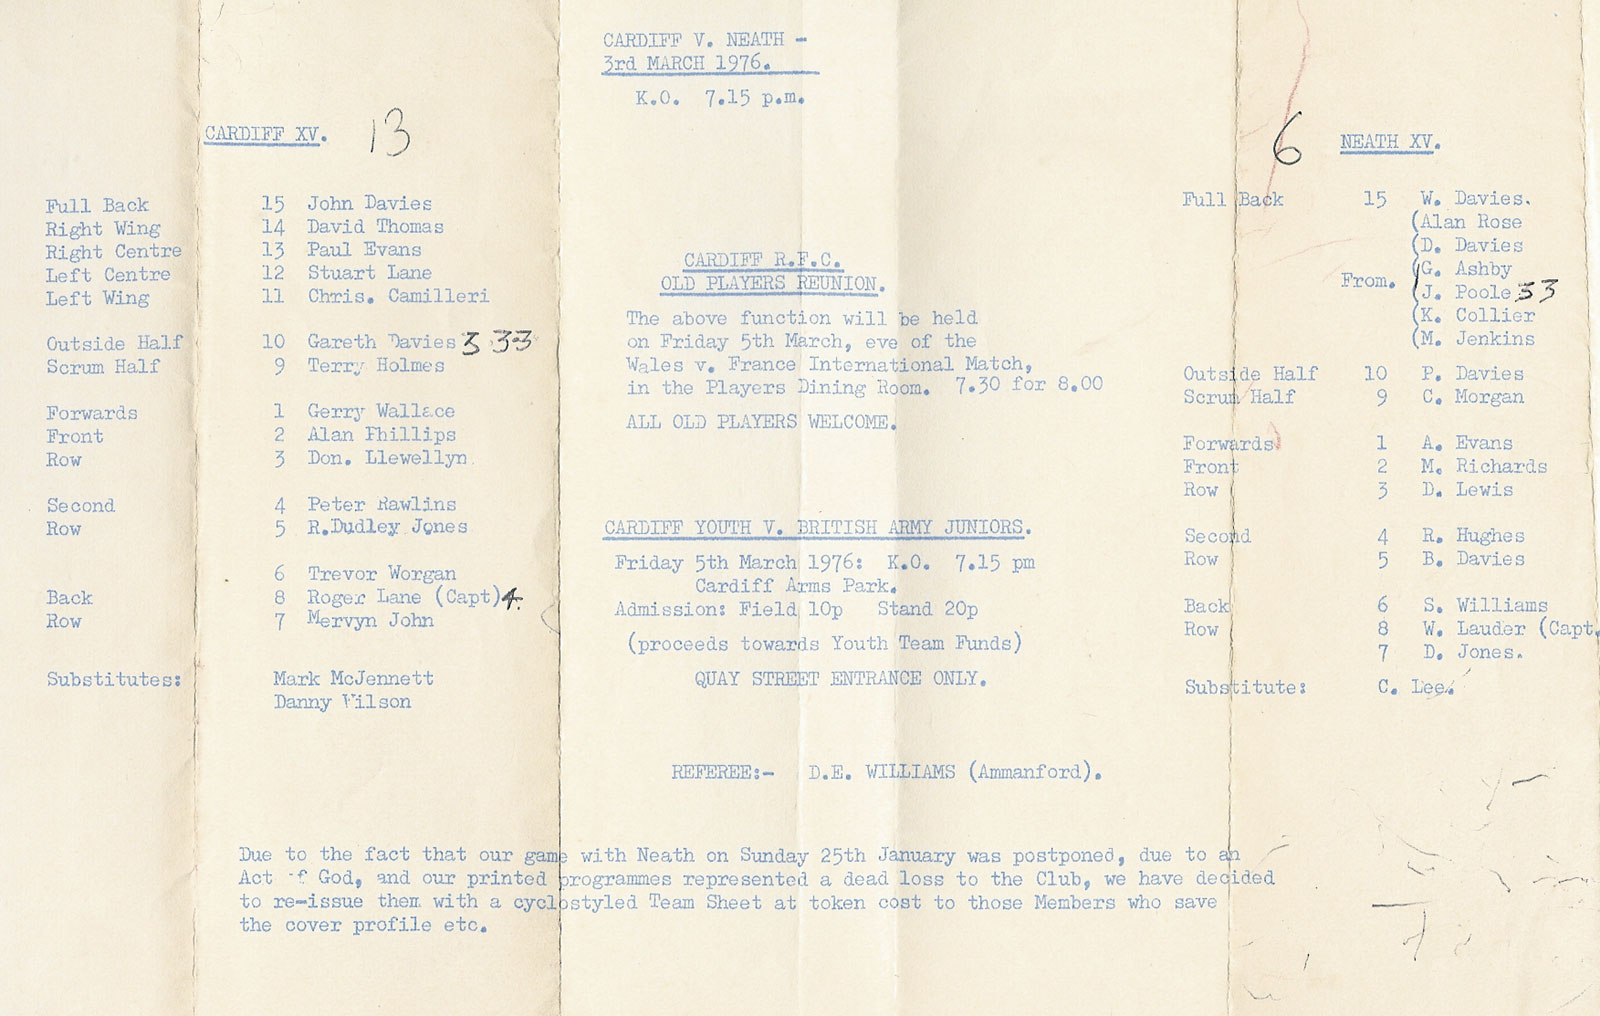 CARDIFF V. NEATH -
3rd MARCH 1976.
K.O. 7.15 p.m.
CARDIFF XV. 13
Full Back 15 John Davies
Right Wing 14 David Thomas
Right Centre 13 Paul Evans
Left Centre 12 Stuart Lane
Left Wing 11 Chris. Camilleri
Outside Half 10 Gareth Davies 3 33
Scrum Half 9 Terry Holmes
Forwards 1 Gerry Wallace
Front 2 Alan Phillips
Row 3 Don. Llewellyn
Second 4 Peter Rawlins
Row 5 R.Dudley Jones
6 Trevor Worgan
Back 8 Roger Lane (Capt) 4.
Row 7 Mervyn John
Substitutes: Mark McJennett
Danny Wilson
CARDIFF R.F.C.
OLD PLAYERS REUNION.
The above function will be held
on Friday 5th March, eve of the
Wales v. France International Match,
in the Players Dining Room. 7.30 for 8.00
ALL OLD PLAYERS WELCOME.
CARDIFF YOUTH V. BRITISH ARMY JUNIORS.
Friday 5th March 1976: K.O. 7.15 pm
Cardiff Arms Park.
Admission: Field 10p Stand 20p
(proceeds towards Youth Team Funds)
QUAY STREET ENTRANCE ONLY.
REFEREE:- D.E. WILLIAMS (Ammanford).
6 NEATH XV.
Full Back 15 W. Davies.
(Alan Rose
(D. Davies
(G. Ashby
From. (J. Poole 33
(K. Collier
(M. Jenkins
Outside Half 10 P. Davies
Scrum Half 9 C. Morgan
Forwards 1 A. Evans
Front 2 M. Richards
Row 3 D. Lewis
Second 4 R. Hughes
Row 5 B. Davies
Back 6 S. Williams
Row 8 W. Lauder (Capt.
7 D. Jones.
Substitute: C. Lee.
Due to the fact that our game with Neath on Sunday 25th January was postponed, due to an
Act of God, and our printed programmes represented a dead loss to the Club, we have decided
to re-issue them with a cyclostyled Team Sheet at token cost to those Members who save
the cover profile etc.